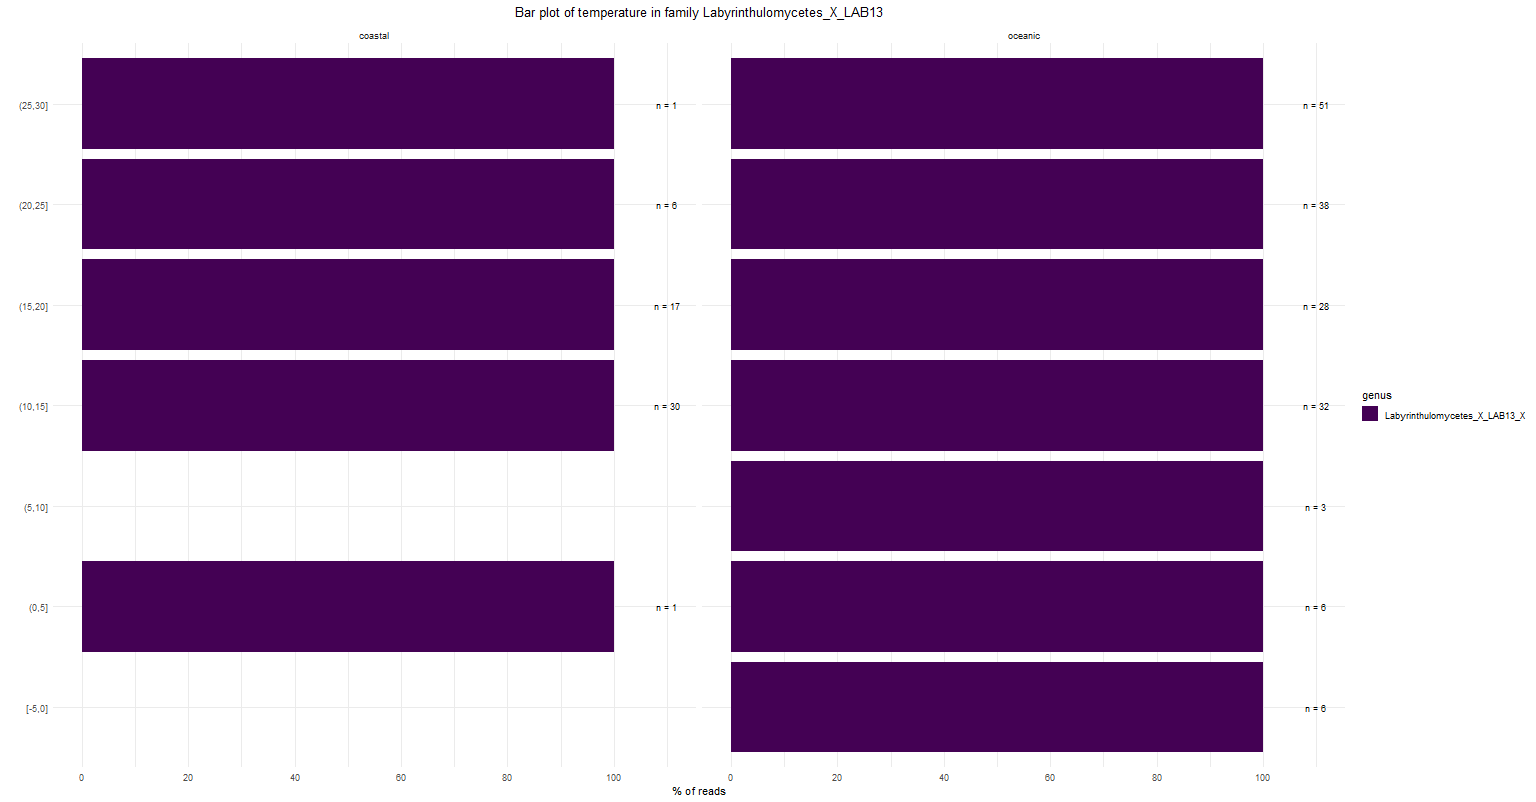 Bar plot of temperature in family Labyrinthulomycetes_X_LAB13
coastal
oceanic
(25,30]
n = 1
n = 51
(20,25]
n = 6
n = 38
(15,20]
n = 17
n = 28
(10,15]
n = 30
n = 32
(5,10]
n = 3
(0,5]
n = 1
n = 6
[-5,0]
n = 6
0 20 40 60 80 100
0 20 40 60 80 100
% of reads
genus
Labyrinthulomycetes_X_LAB13_X